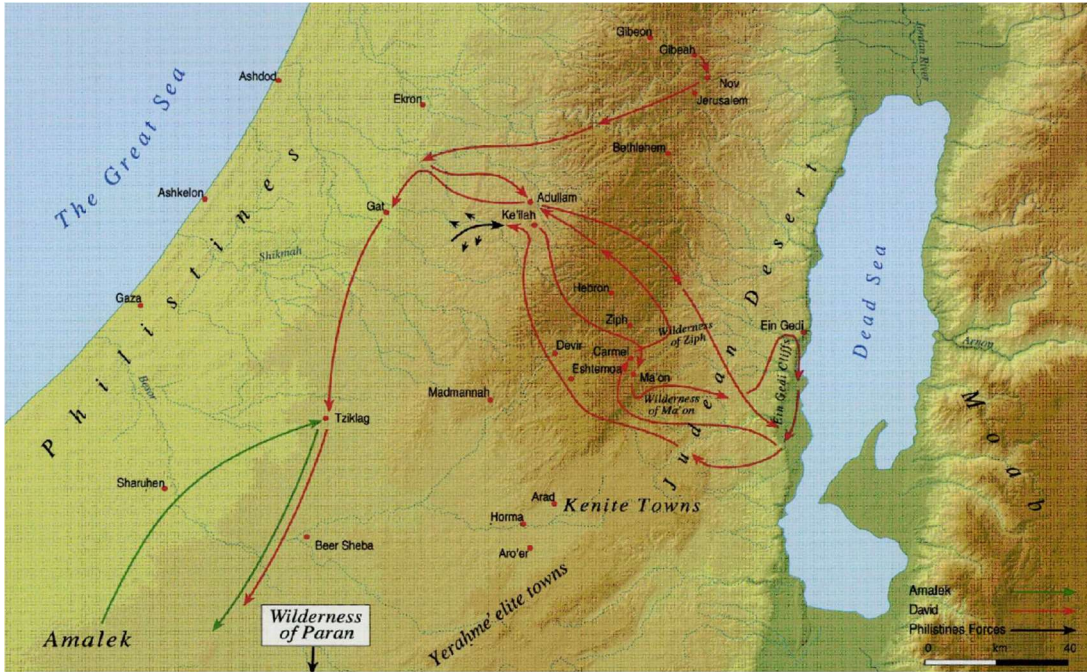 Gibeon
Gibeah
Jordan River
Nov
Ashdod
Jerusalem
Ekron
The Great Sea
Bethlehem
Ashkelon
Adullam
Gat
Ke'ilah
Philistines
Shikmah
Judean Desert
Dead Sea
Gaza
Hebron
Ein Gedi
Ziph
Wilderness
of Ziph
Arnon
Devir
Carmel
Eshtemoa
Ma'on
Ein Gedi Cliffs
Besor
Madmannah
Wilderness
of Ma'on
Moab
Tziklag
Sharuhen
Arad
Kenite Towns
Horma
Beer Sheba
Aro'er
Amalek
Wilderness
of Paran
Yerahme'elite towns
Amalek
David
Philistines Forces
0 km 40